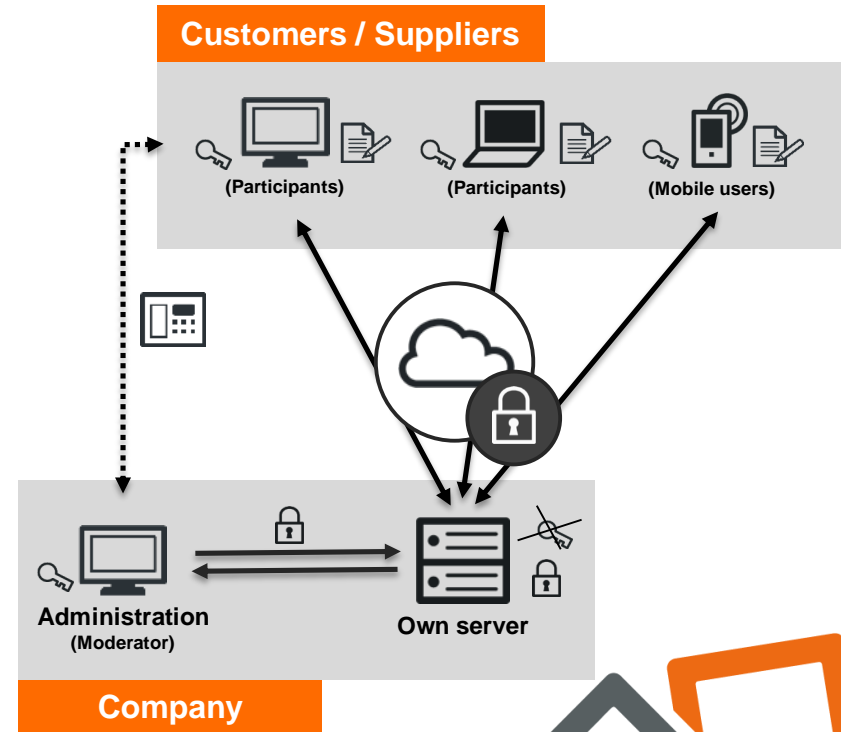 Customers / Suppliers
(Participants)
(Participants)
(Mobile users)
Administration
(Moderator)
Own server
Company